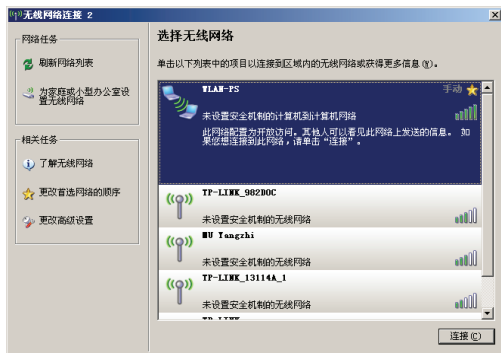 无线网络连接 2
网络任务
刷新网络列表
为家庭或小型办公室设
置无线网络
相关任务
了解无线网络
更改首选网络的顺序
更改高级设置
选择无线网络
单击以下列表中的项目以连接到区域内的无线网络或获得更多信息(W)。
WLAN-PS
手动
未设置安全机制的计算机到计算机网络
此网络配置为开放访问。其他人可以看见此网络上发送的信息。 如
果您想连接到此网络，请单击“连接”。
TP-LINK_982D0C
未设置安全机制的无线网络
MU Yangzhi
未设置安全机制的无线网络
TP-LINK_13114A_1
未设置安全机制的无线网络
TP-LINK
连接(C)